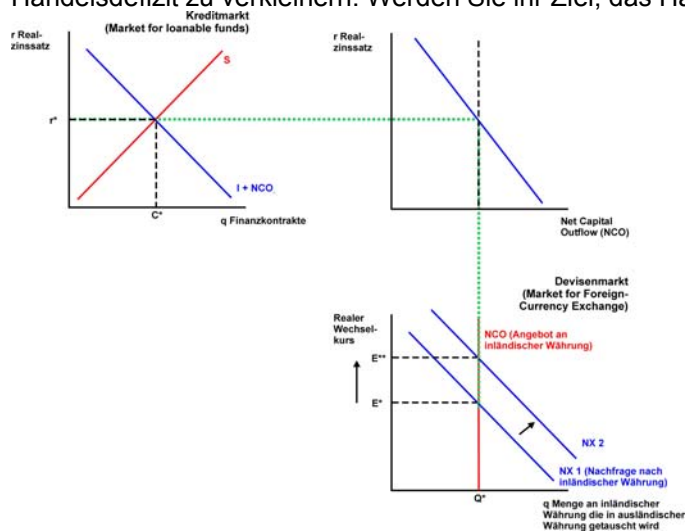 Handelsdefizit zu verkleinern. Werden Sie ihr Ziel, das Ha
Kreditmarkt
(Market for loanable funds)
r Real-
zinssatz
S
r*
I + NCO
C*
q Finanzkontrakte
r Real-
zinssatz
Net Capital
Outflow (NCO)
Devisenmarkt
(Market for Foreign-
Currency Exchange)
Realer
Wechsel-
kurs
NCO (Angebot an
inländischer Währung)
E**
E*
NX 2
NX 1 (Nachfrage nach
inländischer Währung)
Q*
q Menge an inländischer
Währung die in ausländischer
Währung getauscht wird